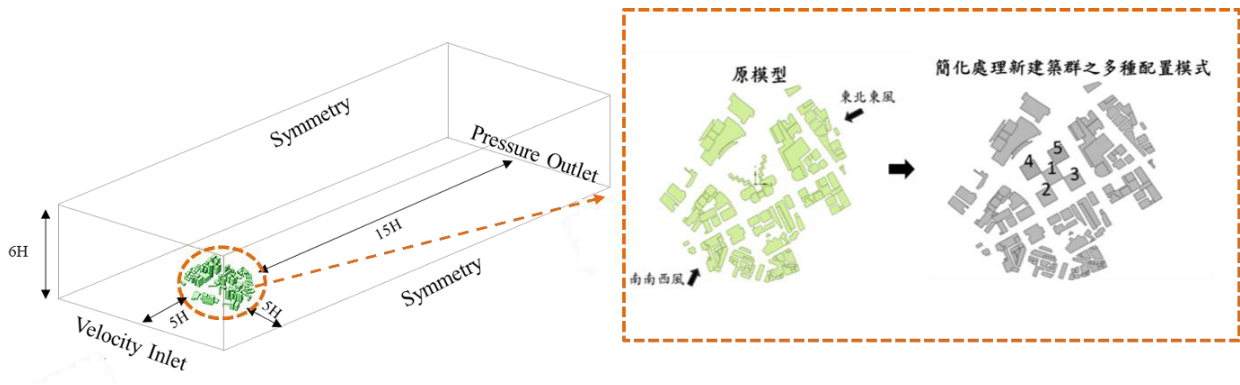 Symmetry
Pressure Outlet
6H
15H
5H
5H
Symmetry
Velocity Inlet
原模型
東北東風
南南西風
簡化處理新建築群之多種配置模式
5
4
1
3
2